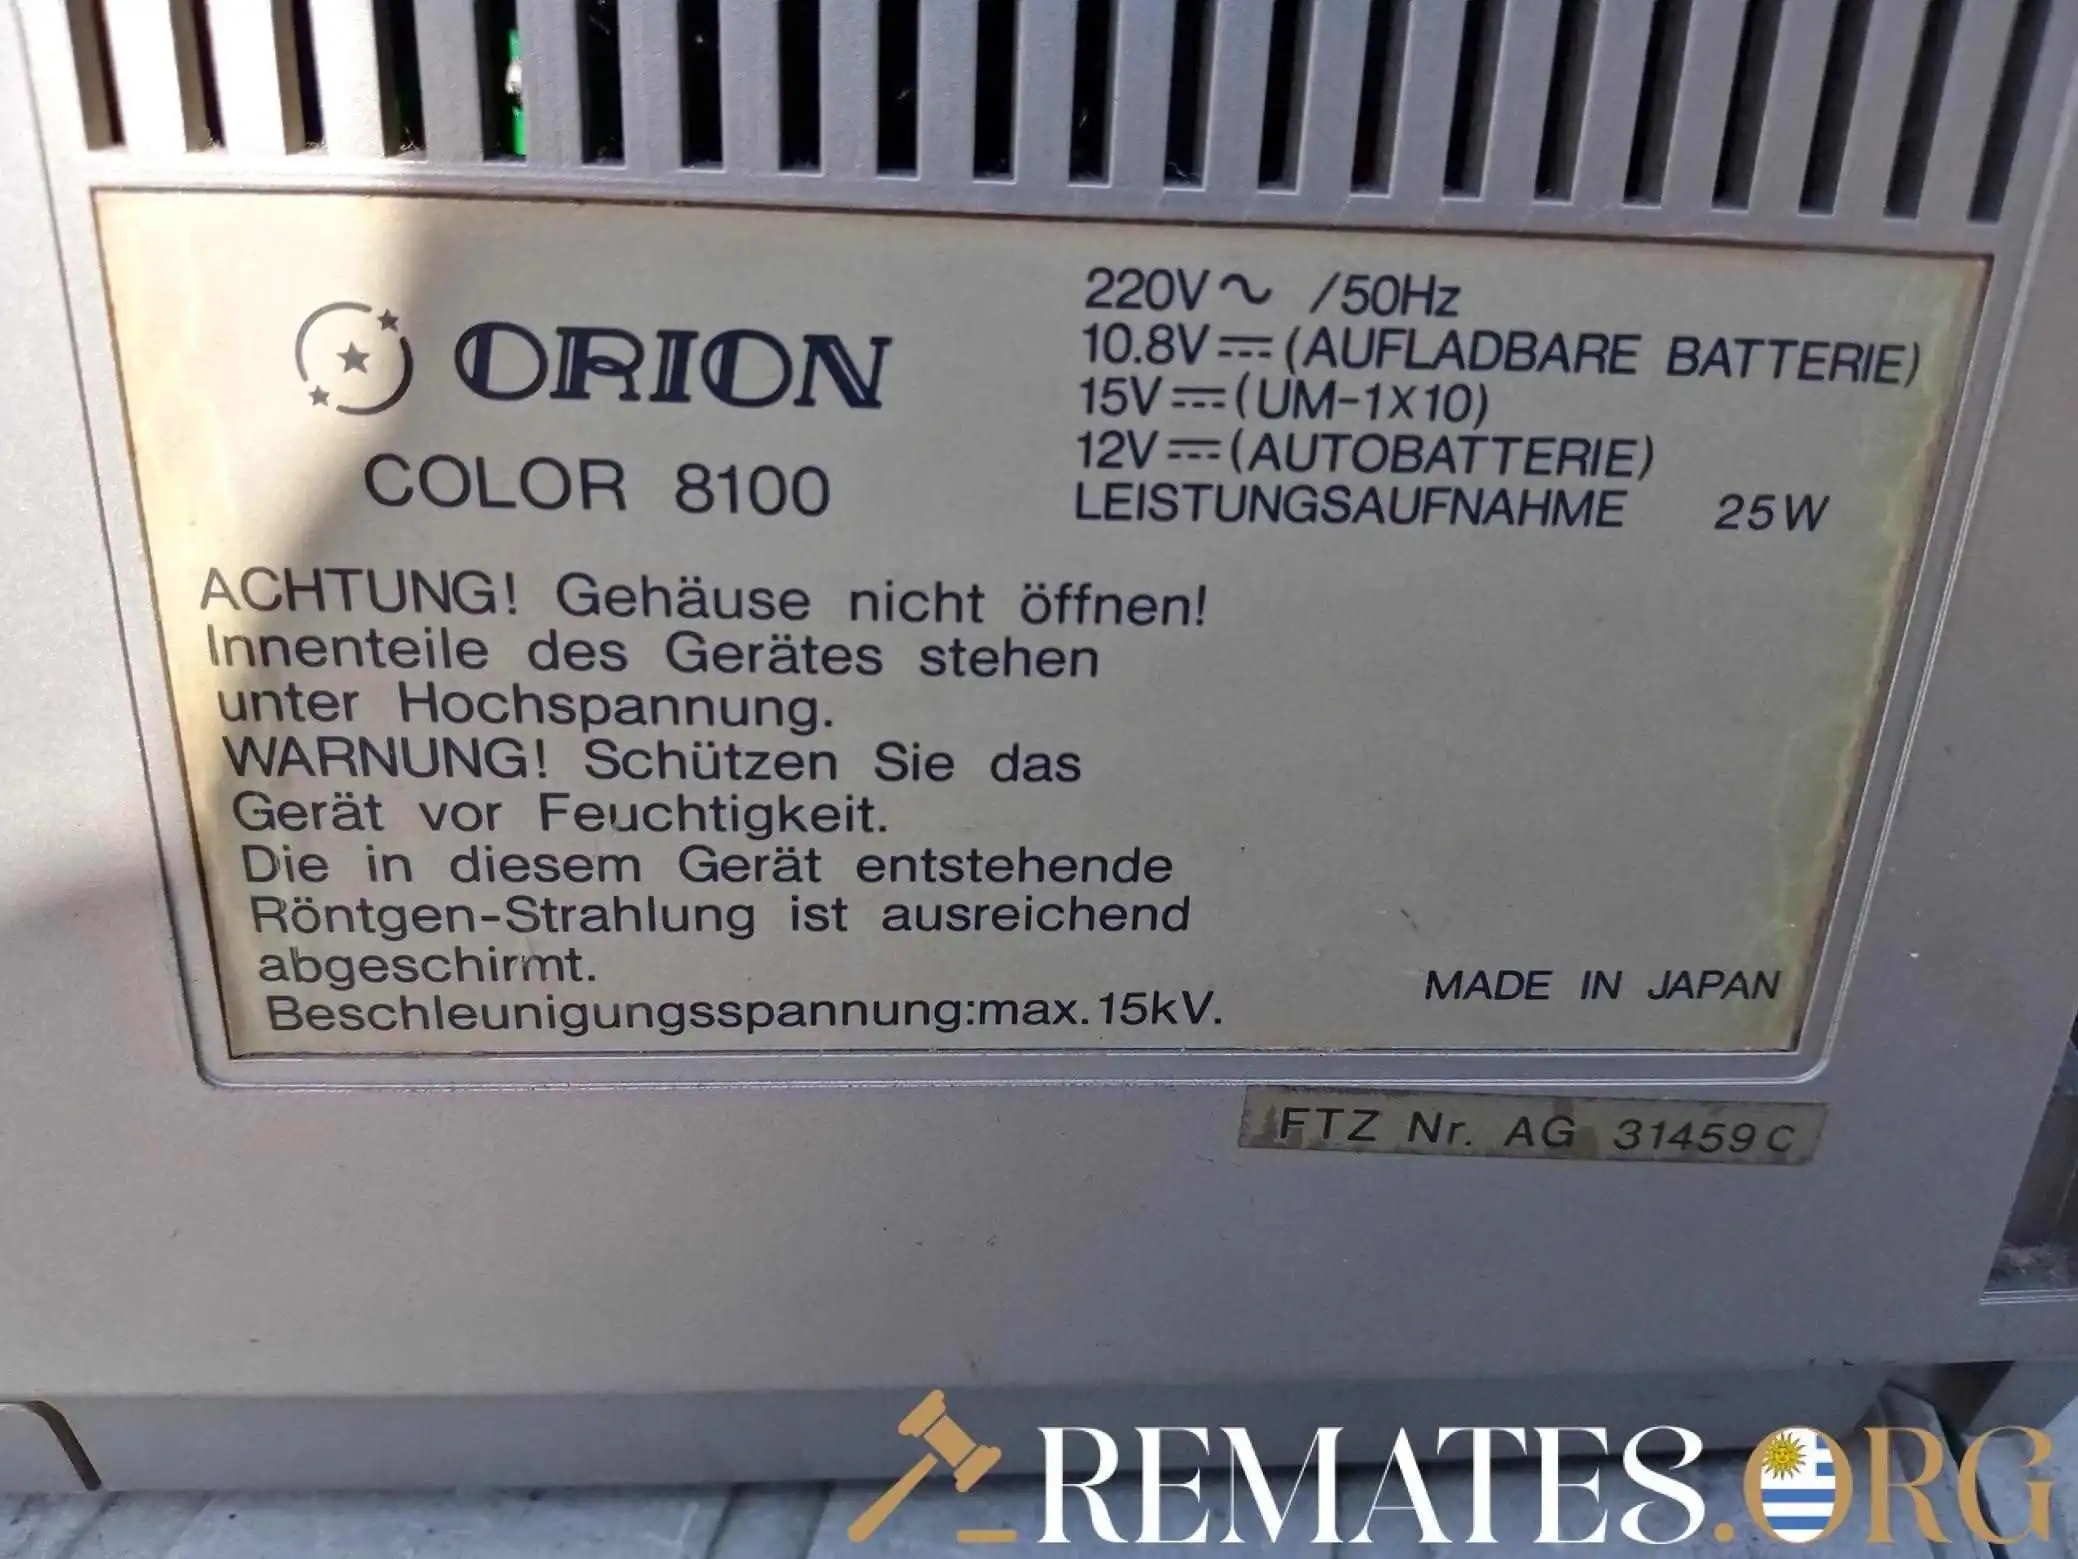 ORION
COLOR 8100
220V~ /50Hz
10.8V⎓(AUFLADBARE BATTERIE)
15V⎓(UM-1X10)
12V⎓(AUTOBATTERIE)
LEISTUNGSAUFNAHME 25W
ACHTUNG! Gehäuse nicht öffnen!
Innenteile des Gerätes stehen
unter Hochspannung.
WARNUNG! Schützen Sie das
Gerät vor Feuchtigkeit.
Die in diesem Gerät entstehende
Röntgen-Strahlung ist ausreichend
abgeschirmt.
Beschleunigungsspannung:max.15kV.
MADE IN JAPAN
FTZ Nr. AG 31459C
REMATES.ORG